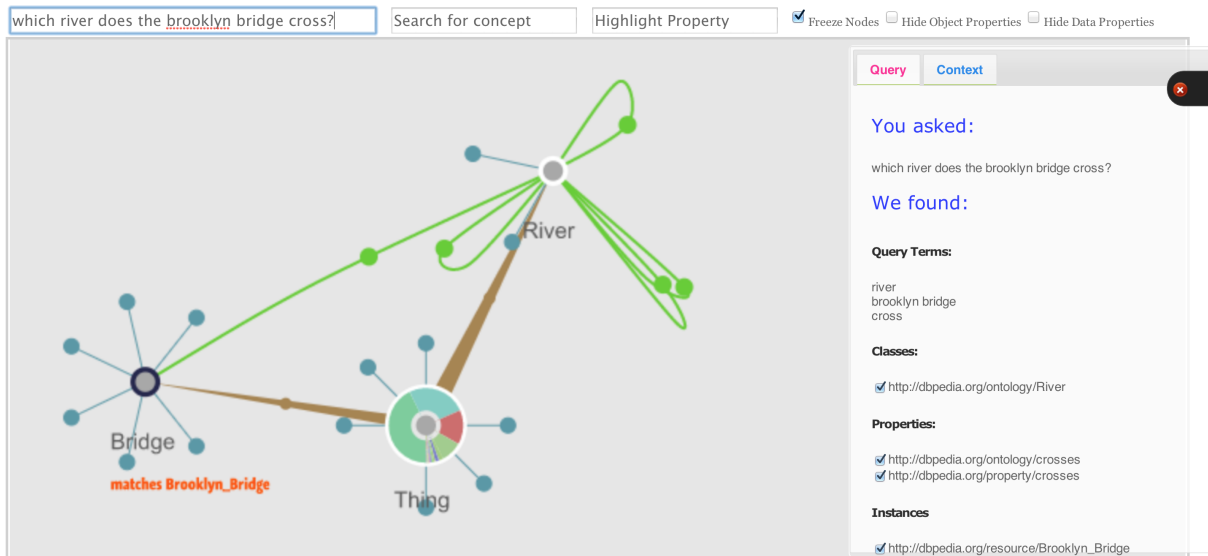 which river does the brooklyn bridge cross?
Search for concept
Highlight Property
Freeze Nodes
Hide Object Properties
Hide Data Properties
Query
Context
You asked:
which river does the brooklyn bridge cross?
We found:
Query Terms:
river
brooklyn bridge
cross
Classes:
http://dbpedia.org/ontology/River
Properties:
http://dbpedia.org/ontology/crosses
http://dbpedia.org/property/crosses
Instances
http://dbpedia.org/resource/Brooklyn_Bridge
River
Bridge
matches Brooklyn_Bridge
Thing